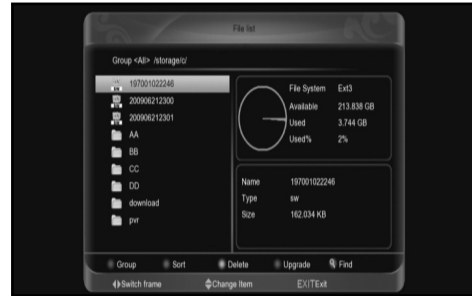 File list
Group <All> /storage/c/
197001022246
200906212300
200906212301
AA
BB
CC
DD
download
pvr
File System Ext3
Available 213.838 GB
Used 3.744 GB
Used% 2%
Name 197001022246
Type sw
Size 162.034 KB
Group Sort Delete Upgrade Find
Switch frame Change Item EXITExit